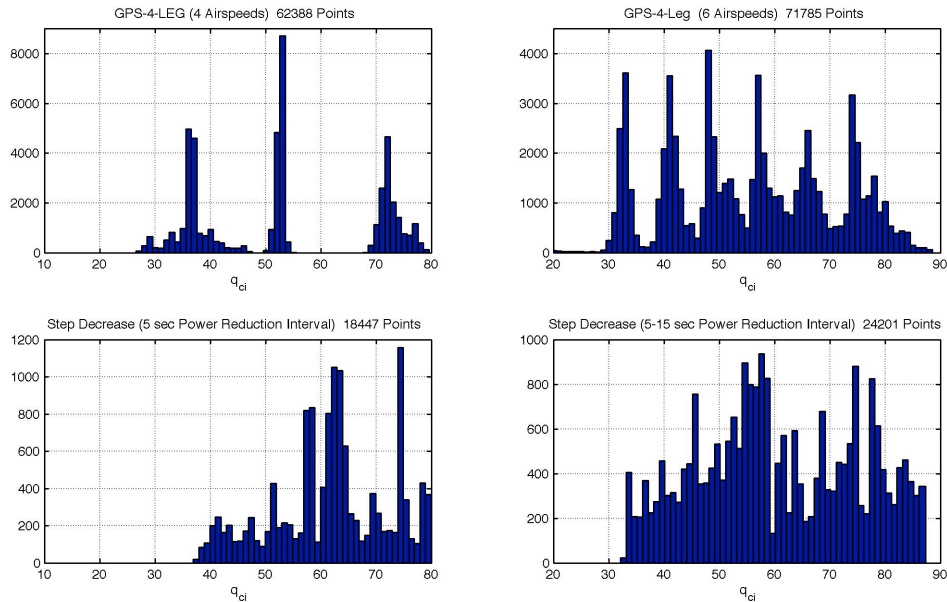 GPS-4-LEG (4 Airspeeds)  62388 Points
8000
6000
4000
2000
0
10 20 30 40 50 60 70 80
q_ci
GPS-4-Leg  (6 Airspeeds)  71785 Points
4000
3000
2000
1000
0
20 30 40 50 60 70 80 90
q_ci
Step Decrease (5 sec Power Reduction Interval)  18447 Points
1200
1000
800
600
400
200
0
10 20 30 40 50 60 70 80
q_ci
Step Decrease (5-15 sec Power Reduction Interval)  24201 Points
1000
800
600
400
200
0
20 30 40 50 60 70 80 90
q_ci